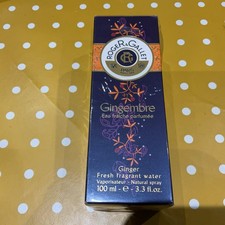 ROGER & GALLET
PARIS
Gingembre
Eau fraîche parfumée
Ginger
Fresh fragrant water
Vaporisateur - Natural spray
100 ml - e - 3.3 fl.oz.